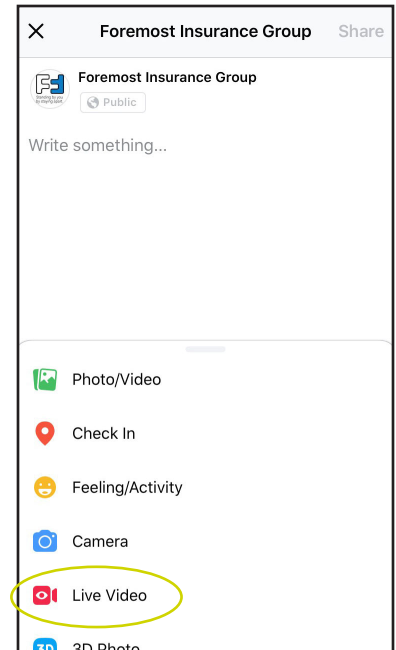 Foremost Insurance Group Share
Foremost Insurance Group
Public
Write something...
Photo/Video
Check In
Feeling/Activity
Camera
Live Video
3D Photo